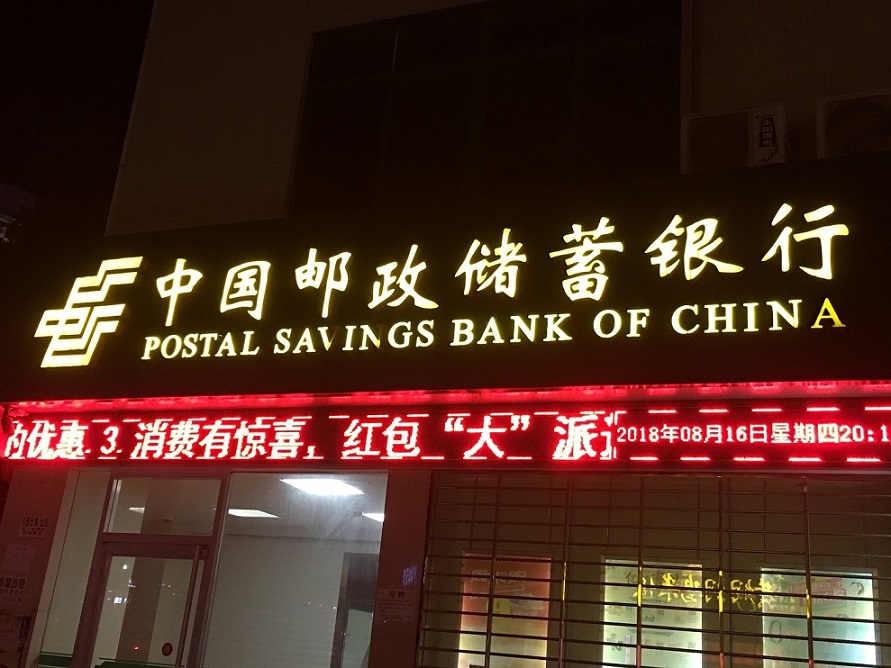 中国邮政储蓄银行
POSTAL SAVINGS BANK OF CHINA
的优惠 3. 消费有惊喜，红包“大”派
2018年08月16日星期四20:1
招聘